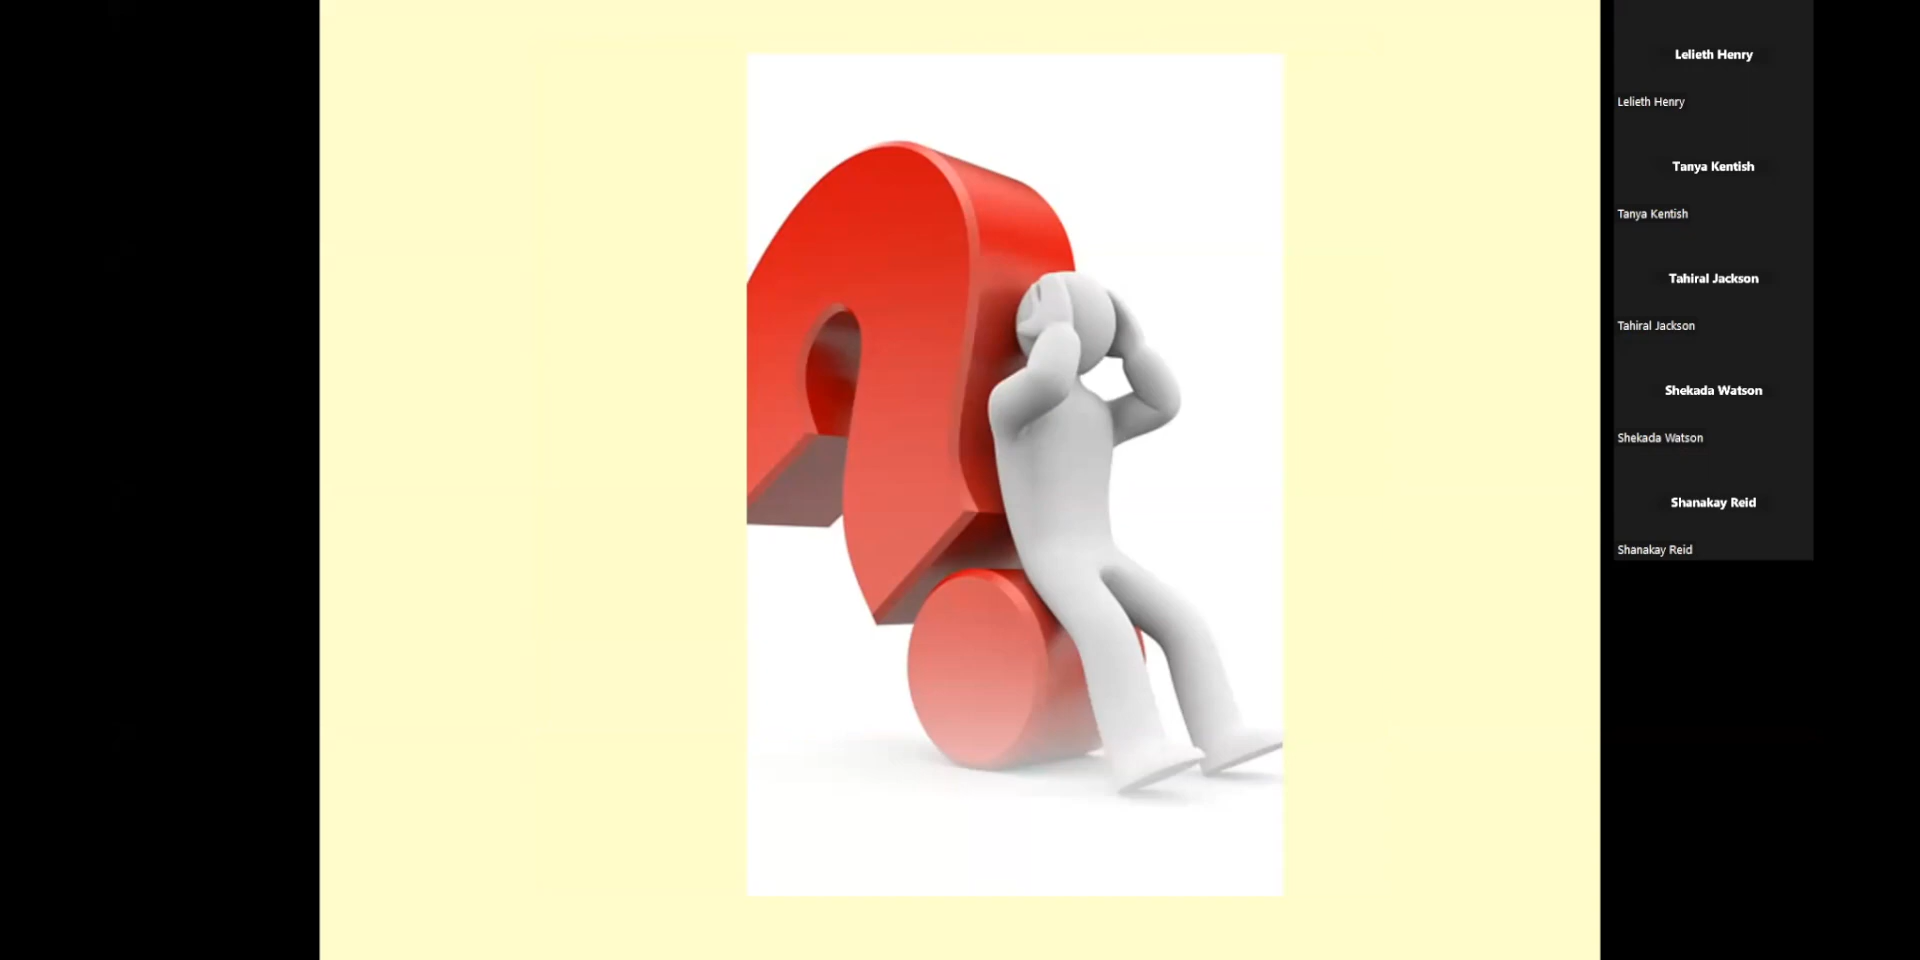 Lelieth Henry
Lelieth Henry
Tanya Kentish
Tanya Kentish
Tahiral Jackson
Tahiral Jackson
Shekada Watson
Shekada Watson
Shanakay Reid
Shanakay Reid